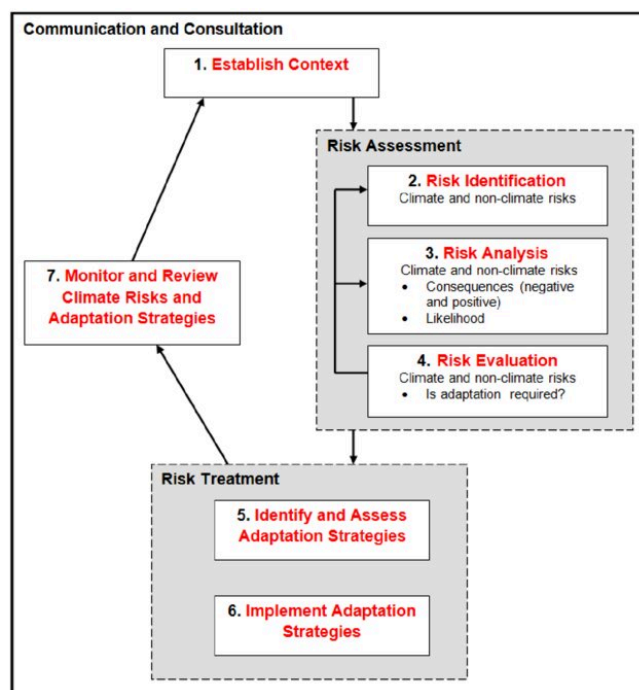 Communication and Consultation
1. Establish Context
Risk Assessment
2. Risk Identification
Climate and non-climate risks
3. Risk Analysis
Climate and non-climate risks
• Consequences (negative
and positive)
• Likelihood
4. Risk Evaluation
Climate and non-climate risks
• Is adaptation required?
7. Monitor and Review
Climate Risks and
Adaptation Strategies
Risk Treatment
5. Identify and Assess
Adaptation Strategies
6. Implement Adaptation
Strategies